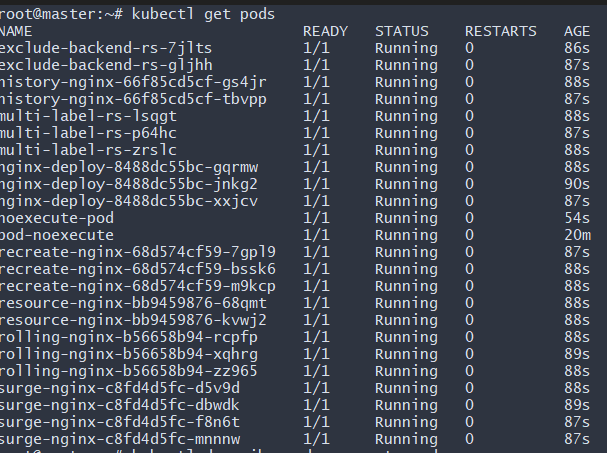 root@master:~# kubectl get pods
NAME READY STATUS RESTARTS AGE
exclude-backend-rs-7jlts 1/1 Running 0 86s
exclude-backend-rs-gljhh 1/1 Running 0 87s
history-nginx-66f85cd5cf-gs4jr 1/1 Running 0 88s
history-nginx-66f85cd5cf-tbvpp 1/1 Running 0 87s
multi-label-rs-lsqgt 1/1 Running 0 88s
multi-label-rs-p64hc 1/1 Running 0 87s
multi-label-rs-zrslc 1/1 Running 0 88s
nginx-deploy-8488dc55bc-gqrmw 1/1 Running 0 88s
nginx-deploy-8488dc55bc-jnkg2 1/1 Running 0 90s
nginx-deploy-8488dc55bc-xxjcv 1/1 Running 0 87s
noexecute-pod 1/1 Running 0 54s
pod-noexecute 1/1 Running 0 20m
recreate-nginx-68d574cf59-7gpl9 1/1 Running 0 87s
recreate-nginx-68d574cf59-bssk6 1/1 Running 0 88s
recreate-nginx-68d574cf59-m9kcp 1/1 Running 0 88s
resource-nginx-bb9459876-68qmt 1/1 Running 0 88s
resource-nginx-bb9459876-kvwj2 1/1 Running 0 88s
rolling-nginx-b56658b94-rcpfp 1/1 Running 0 88s
rolling-nginx-b56658b94-xqhrg 1/1 Running 0 89s
rolling-nginx-b56658b94-zz965 1/1 Running 0 88s
surge-nginx-c8fd4d5fc-d5v9d 1/1 Running 0 88s
surge-nginx-c8fd4d5fc-dbwdk 1/1 Running 0 89s
surge-nginx-c8fd4d5fc-f8n6t 1/1 Running 0 87s
surge-nginx-c8fd4d5fc-mnnnw 1/1 Running 0 87s